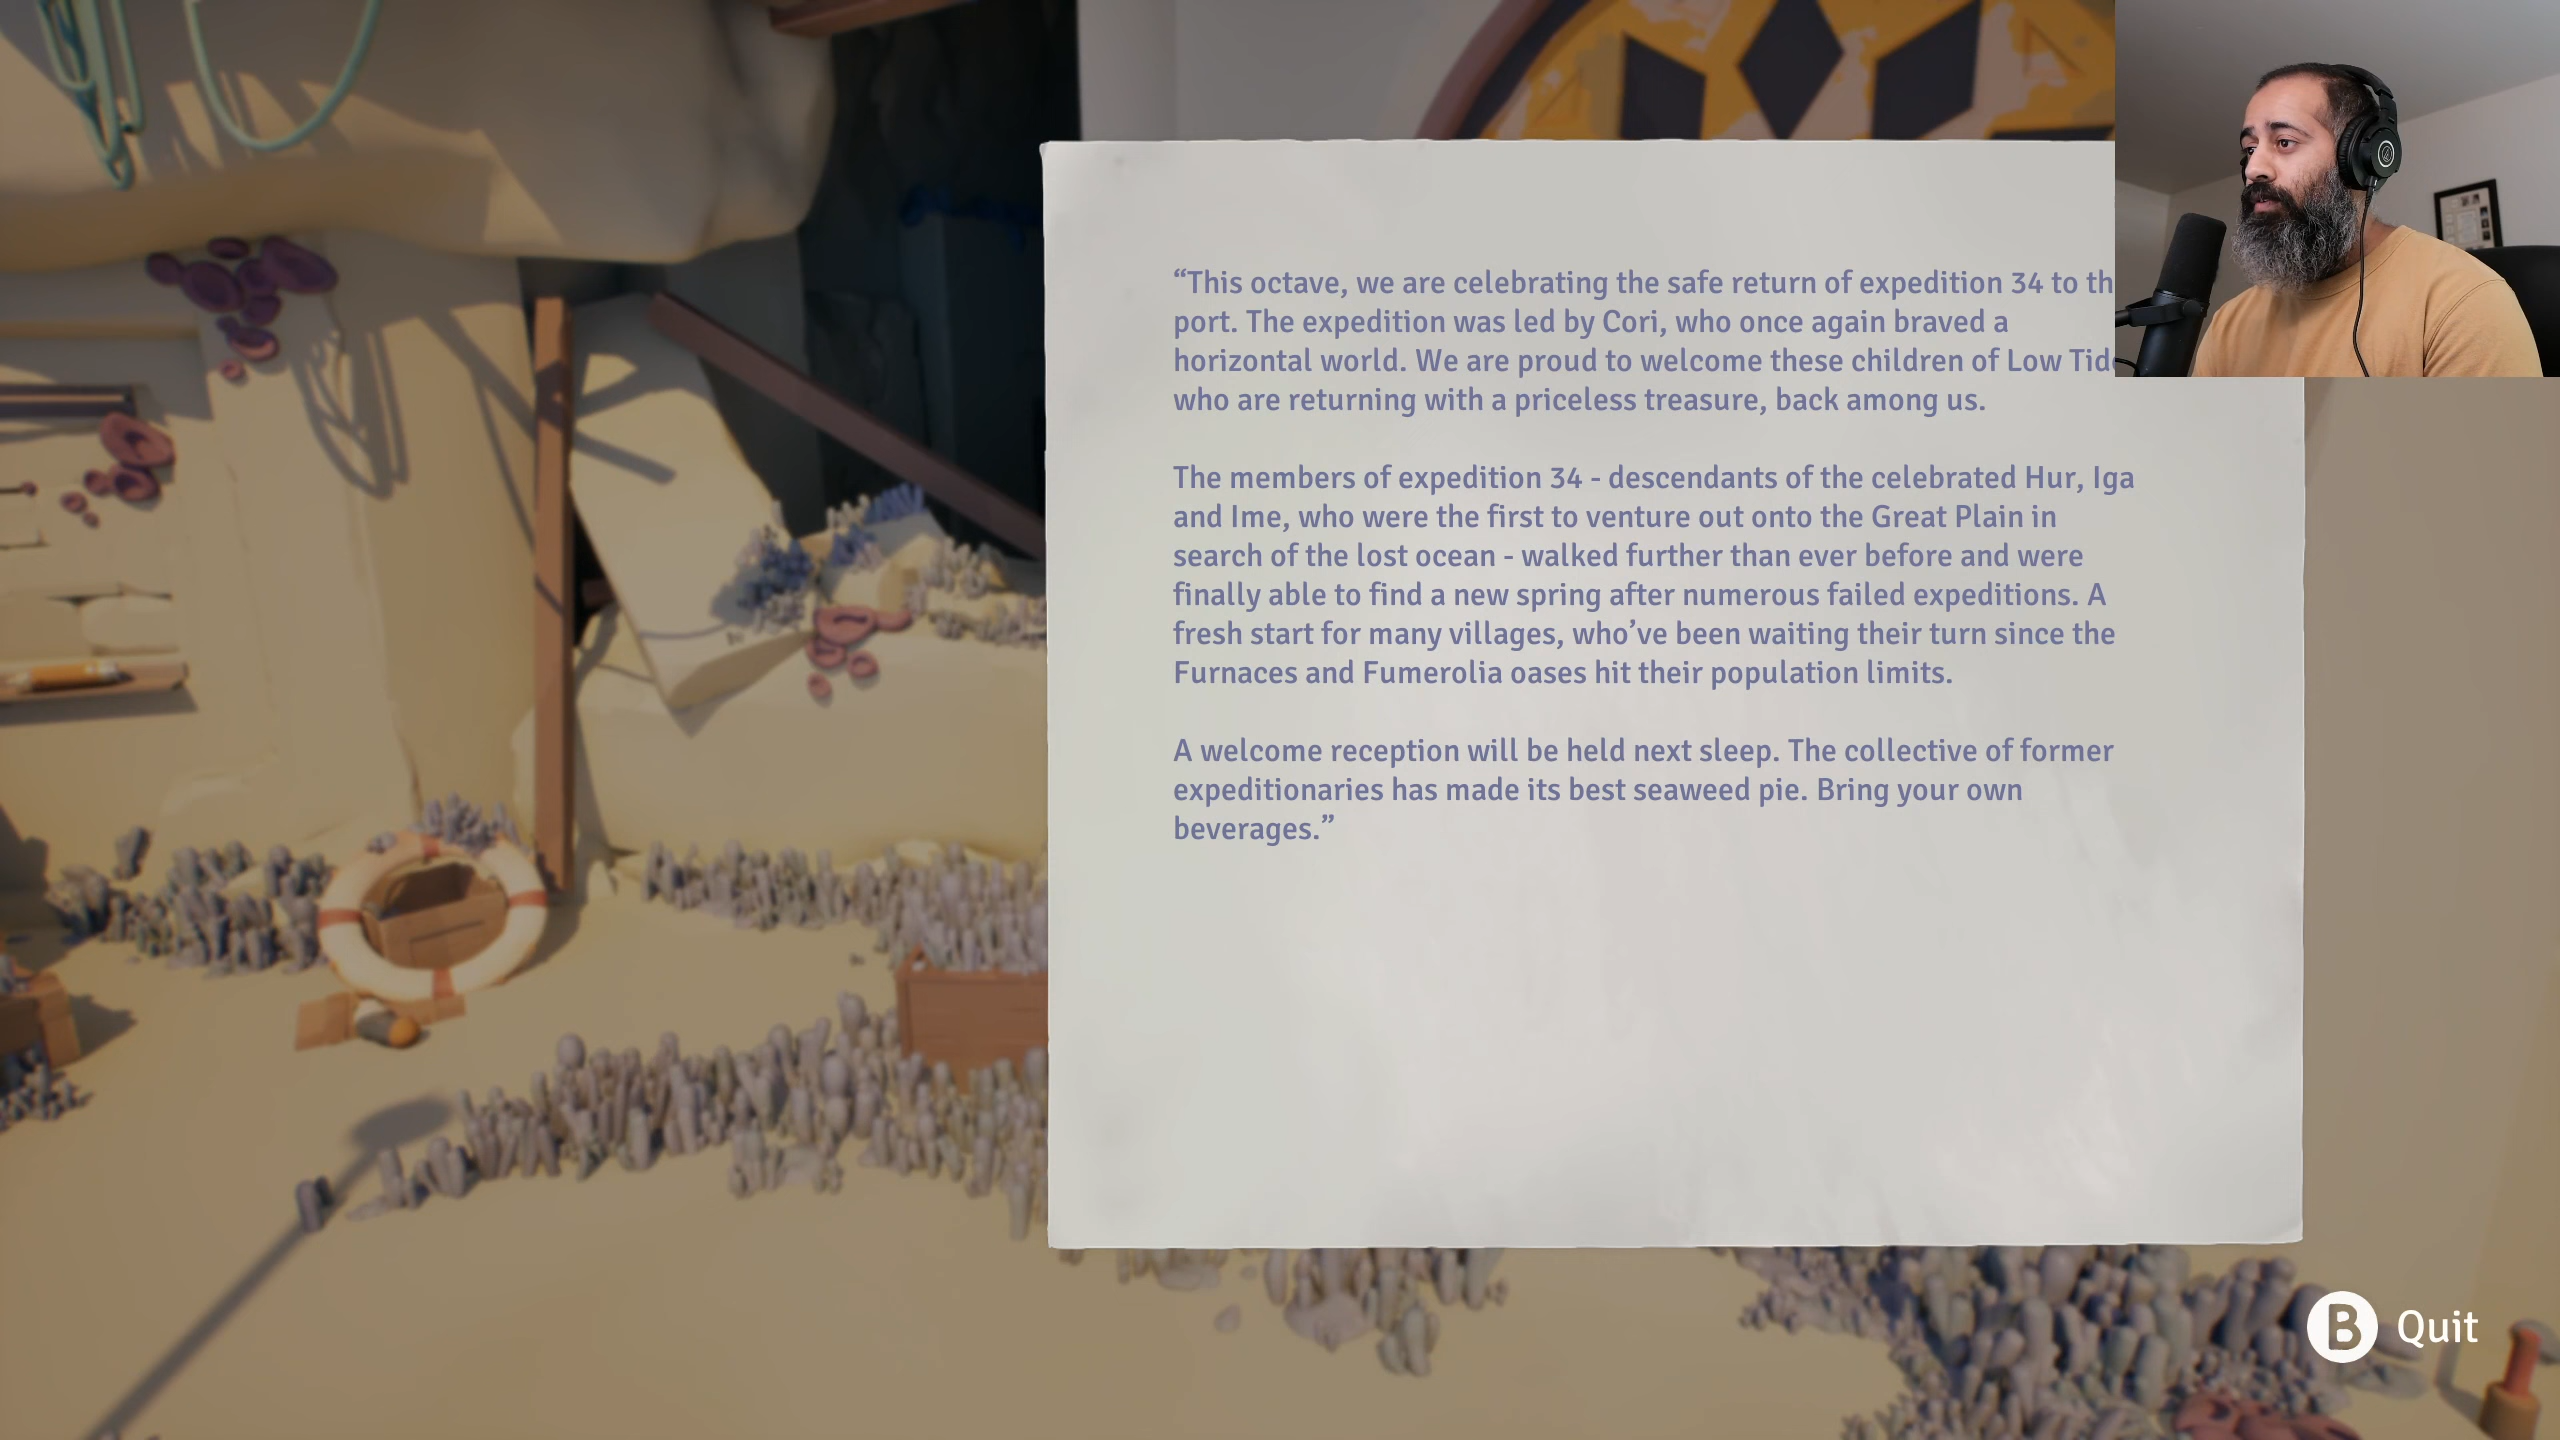 “This octave, we are celebrating the safe return of expedition 34 to
port. The expedition was led by Cori, who once again braved a
horizontal world. We are proud to welcome these children of Low
who are returning with a priceless treasure, back among us.
The members of expedition 34 - descendants of the celebrated Hur, Iga
and Ime, who were the first to venture out onto the Great Plain in
search of the lost ocean - walked further than ever before and were
finally able to find a new spring after numerous failed expeditions. A
fresh start for many villages, who’ve been waiting their turn since the
Furnaces and Fumerolia oases hit their population limits.
A welcome reception will be held next sleep. The collective of former
expeditionaries has made its best seaweed pie. Bring your own
beverages.”
B Quit